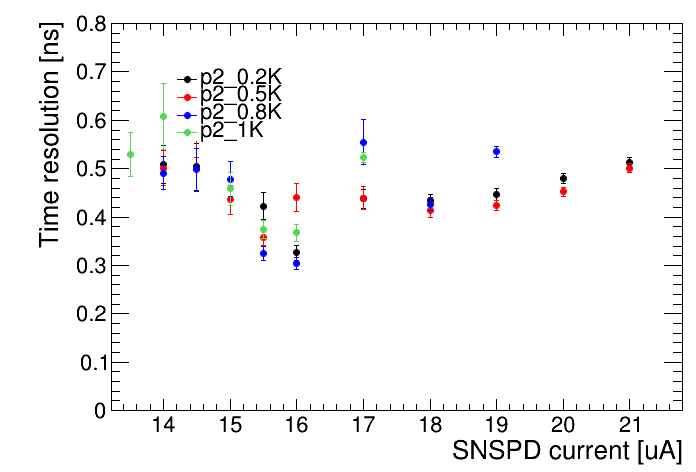 Time resolution [ns]
0.8
0.7
0.6
0.5
0.4
0.3
0.2
0.1
0
p2_0.2K
p2_0.5K
p2_0.8K
p2_1K
14 15 16 17 18 19 20 21
SNSPD current [uA]